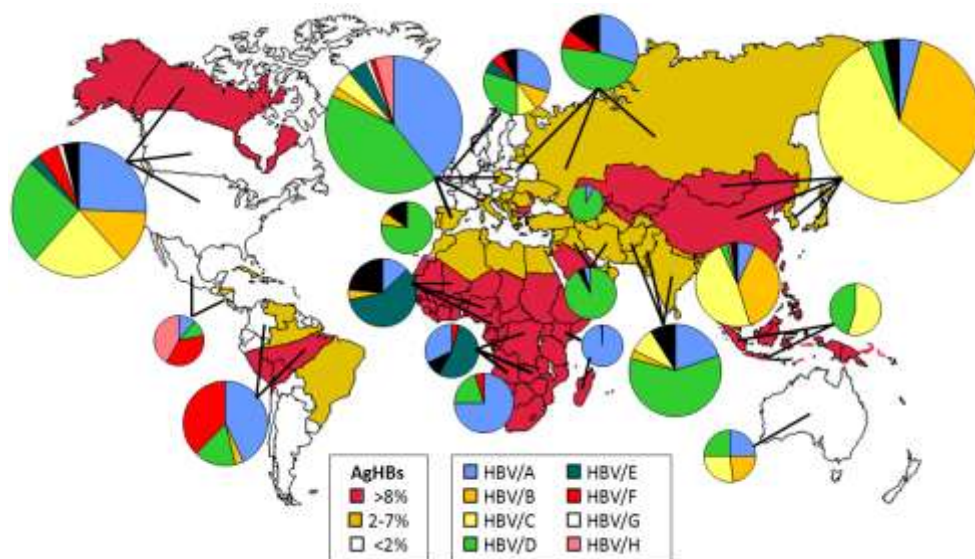 AgHBs
>8%
2-7%
<2%
HBV/A
HBV/B
HBV/C
HBV/D
HBV/E
HBV/F
HBV/G
HBV/H